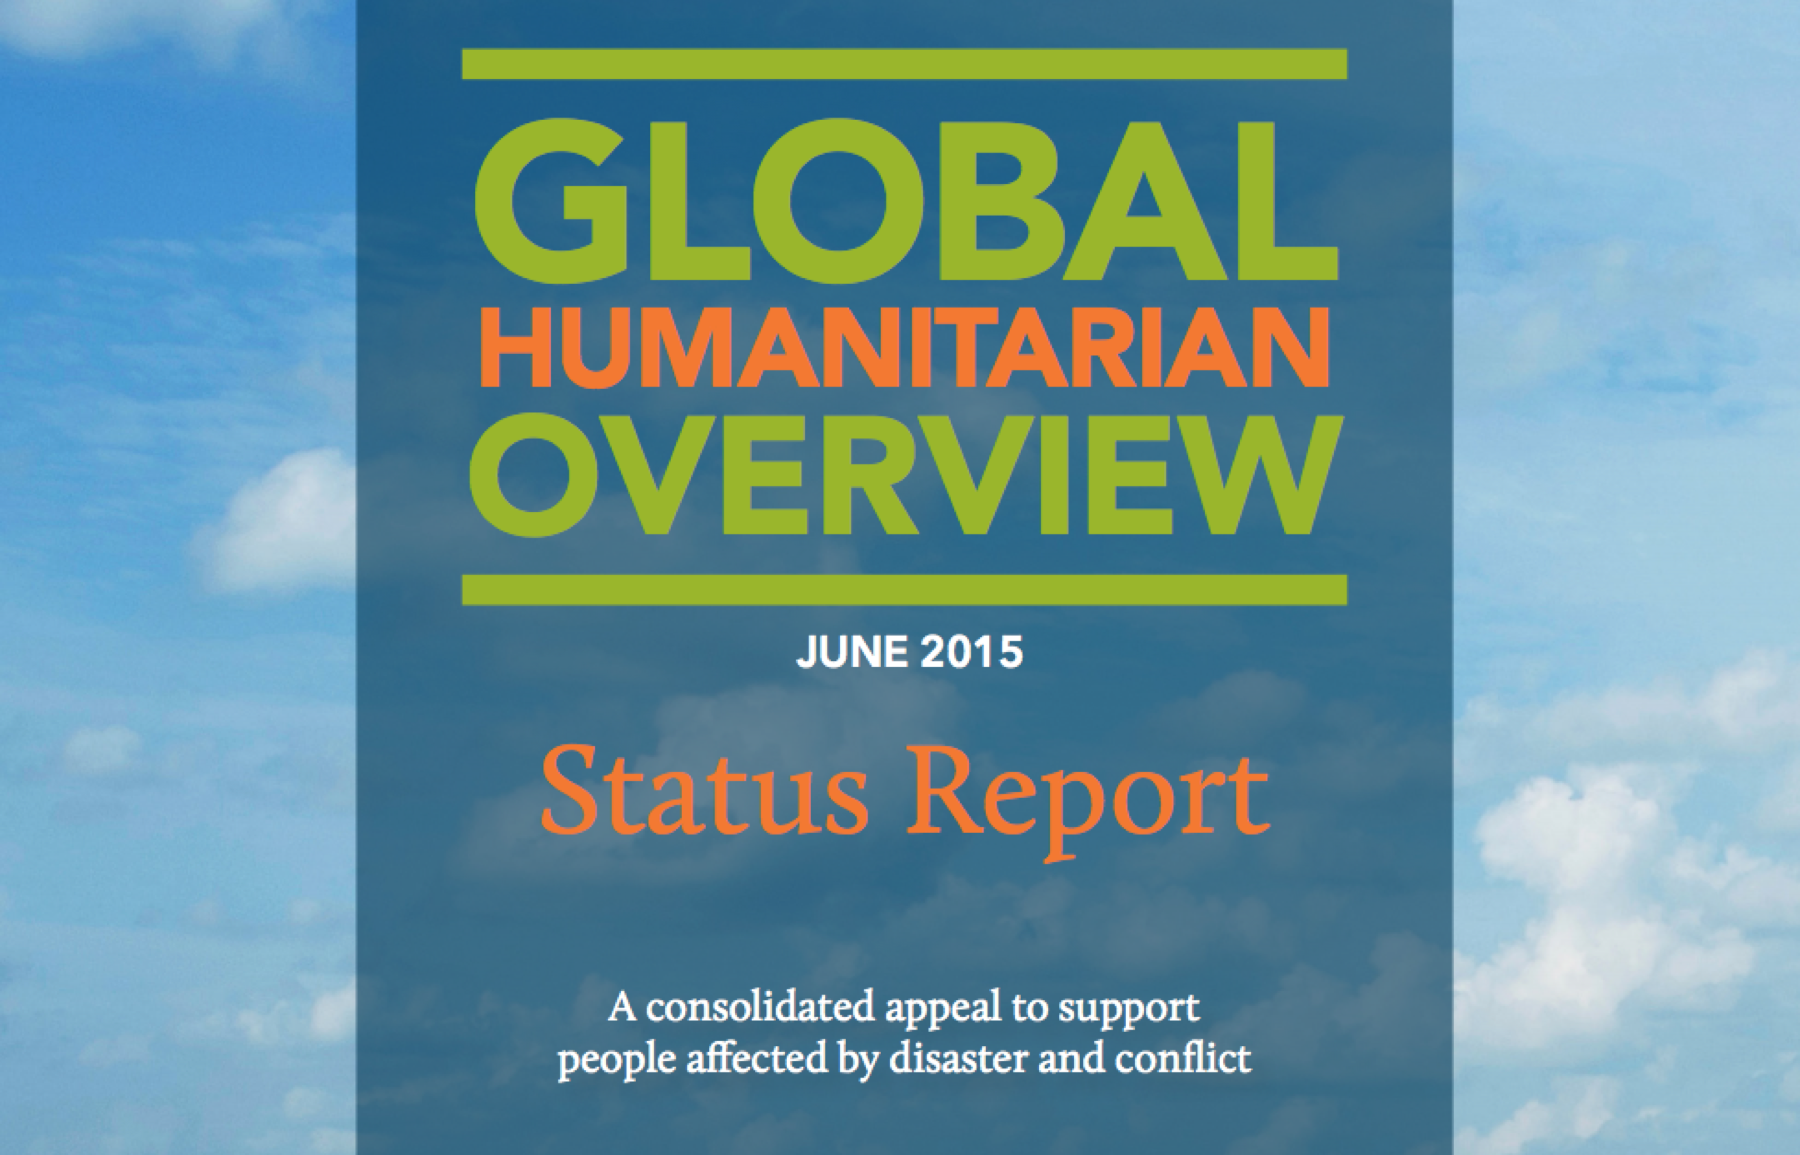 GLOBAL
HUMANITARIAN
OVERVIEW
JUNE 2015
Status Report
A consolidated appeal to support
people affected by disaster and conflict